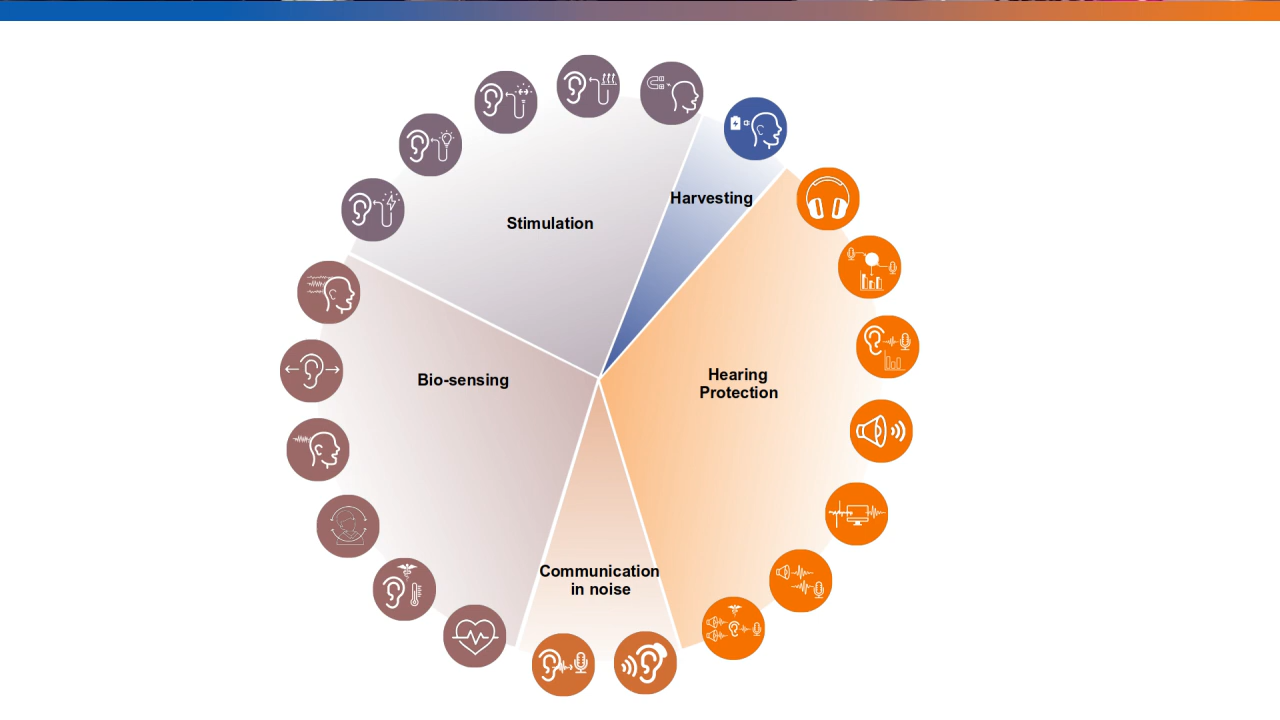 Harvesting
Stimulation
Hearing
Protection
Bio-sensing
Communication
in noise